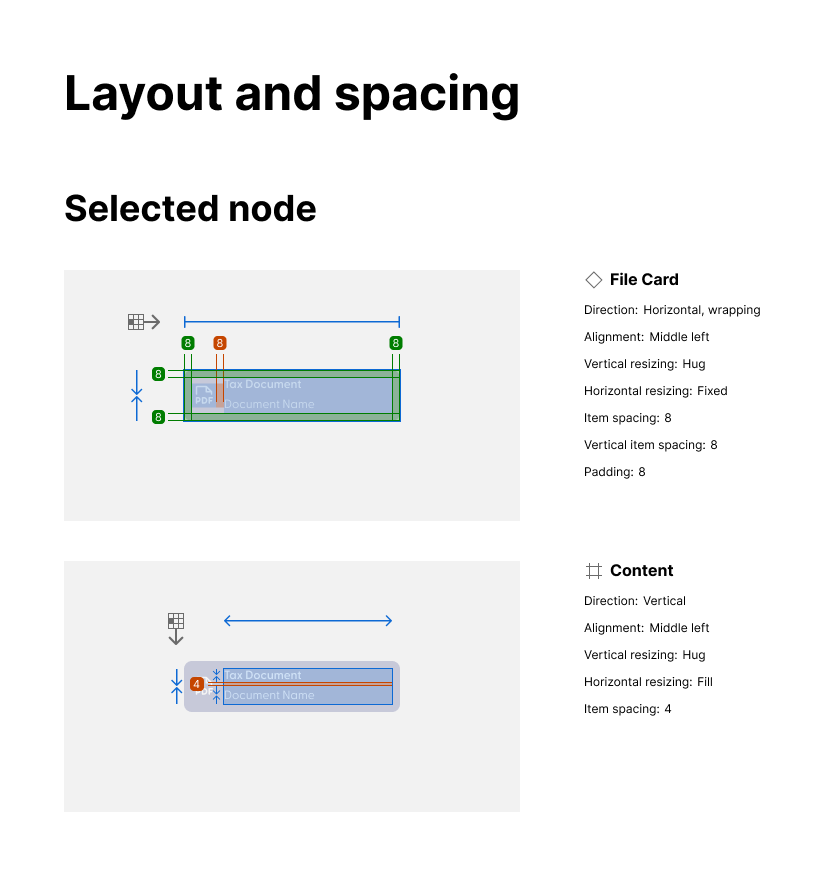 Layout and spacing
Selected node
8
8
8
8
8
Tax Document
PDF
Document Name
File Card
Direction: Horizontal, wrapping
Alignment: Middle left
Vertical resizing: Hug
Horizontal resizing: Fixed
Item spacing: 8
Vertical item spacing: 8
Padding: 8
Tax Document
4
PDF
Document Name
Content
Direction: Vertical
Alignment: Middle left
Vertical resizing: Hug
Horizontal resizing: Fill
Item spacing: 4